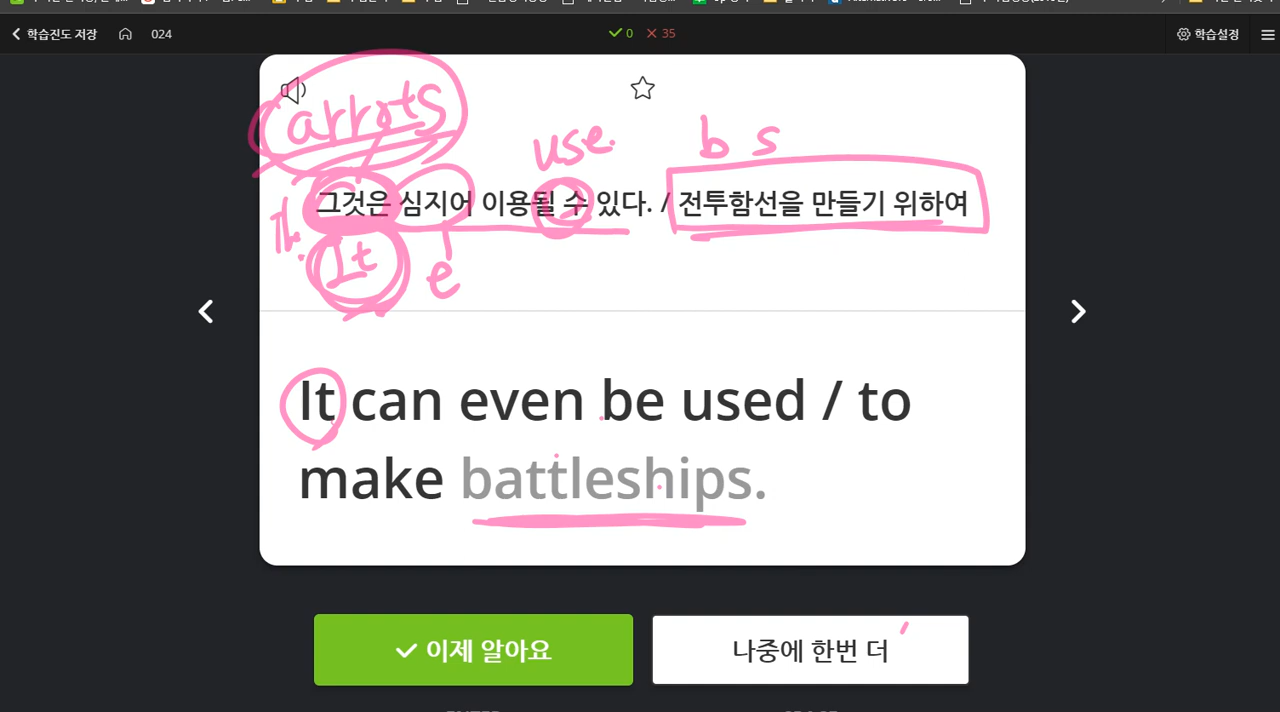 학습진도 저장 024 0 35 학습설정
carrots
use. b s
그것은 심지어 이용될 수 있다. / 전투함선을 만들기 위하여
Th.
It e
It can even be used / to
make battleships.
이제 알아요 나중에 한번 더